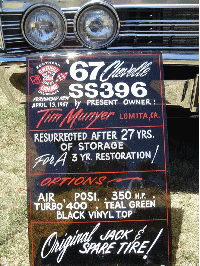 67 Chevelle
SS396
APRIL 15, 1967 by PRESENT OWNER:
Tim Munyer LOMITA, CA.
RESURRECTED AFTER 27 YRS.
OF STORAGE
FOR A 3 YR. RESTORATION!
OPTIONS
AIR POSI. 350 H.P.
TURBO 400. TEAL GREEN
BLACK VINYL TOP
Original JACK &
SPARE TIRE!